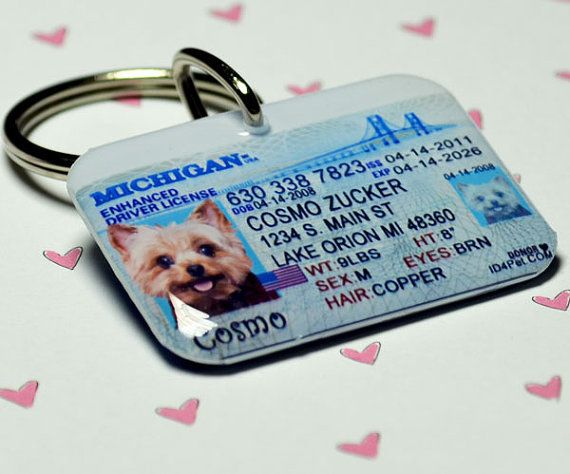 MICHIGAN USA
ENHANCED
DRIVER LICENSE
630 338 7823 ISS 04-14-2011
DOB 04-14-2008 EXP 04-14-2026
COSMO ZUCKER
1234 S. MAIN ST
LAKE ORION MI 48360
WT: 9LBS HT: 8"
SEX: M EYES: BRN
HAIR: COPPER
04-14-2008
Cosmo
DONOR
ID4Pet.COM